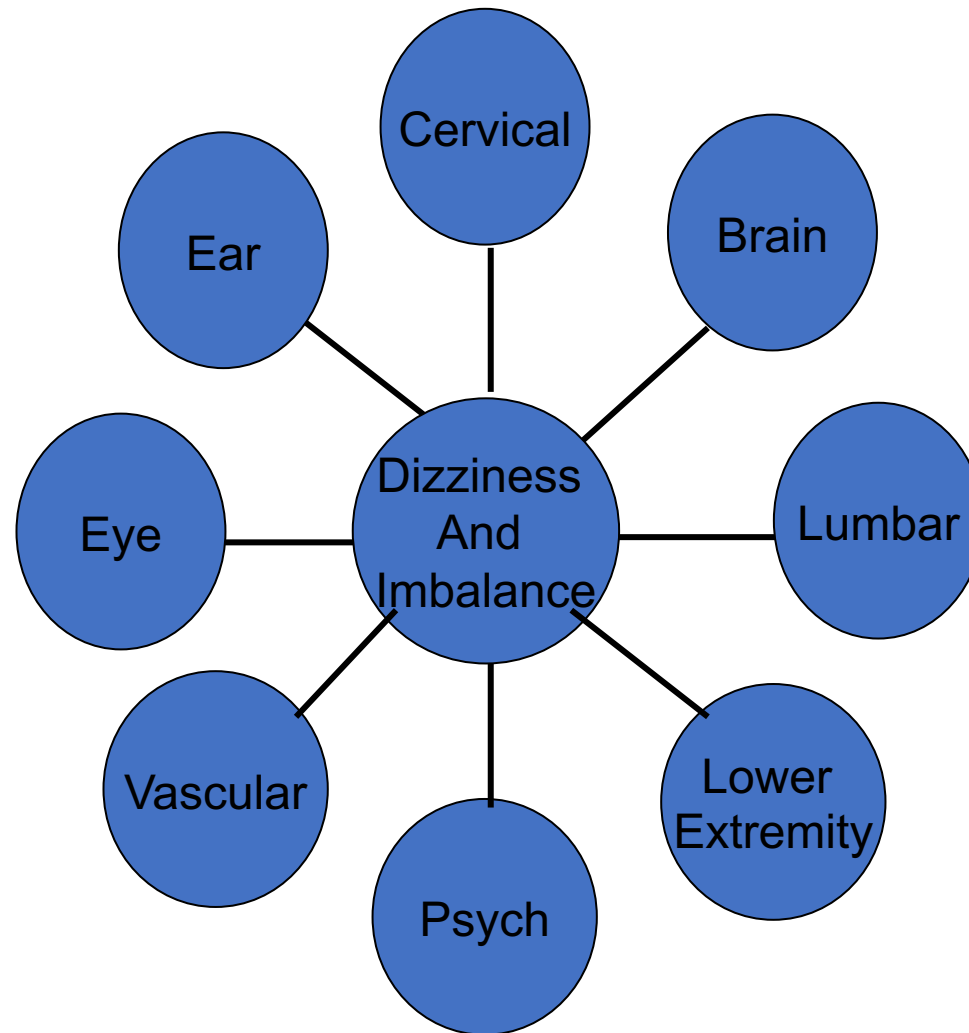 Cervical
Brain
Ear
Dizziness
And
Imbalance
Lumbar
Eye
Lower
Extremity
Vascular
Psych